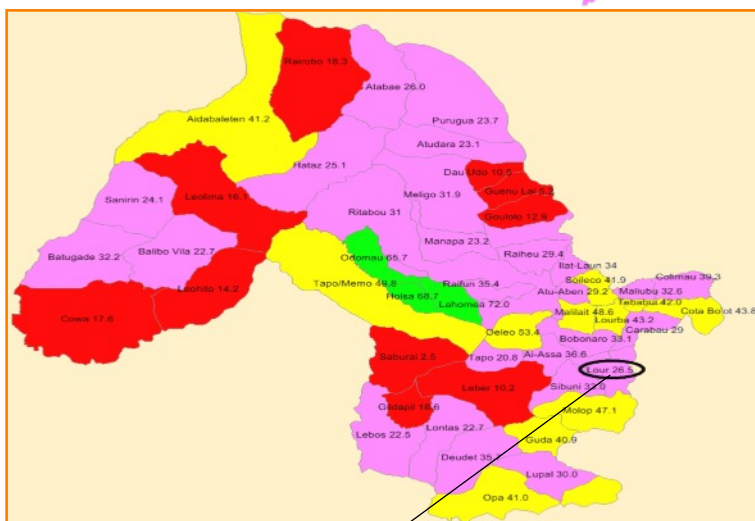 Rairobo 18.3
Atabae 26.0
Aidabaleten 41.2
Purugua 23.7
Atudara 23.1
Hataz 25.1
Dau Udo 10.5
Leolima 16.1
Meligo 31.9
Guenu Lai 5.2
Sanirin 24.1
Ritabou 31
Goulolo 12.9
Manapa 23.2
Balibo Vila 22.7
Raiheu 29.4
Batugade 32.2
Odomau 65.7
Ilat-Laun 34
Soileco 41.9
Colimau 39.3
Leohito 14.2
Tapo/Memo 49.8
Raifun 35.4
Atu-Aben 29.2
Maliubu 32.6
Holsa 68.7
Lahomea 72.0
Tebabui 42.0
Cowa 17.6
Malilait 48.6
Cota Bo'ot 43.8
Lourba 43.2
Oeleo 53.4
Carabau 29
Bobonaro 33.1
Saburai 2.5
Tapo 20.8
Ai-Assa 36.6
Lour 26.5
Leber 10.2
Sibuni 33.0
Gildapil 18.6
Molop 47.1
Lontas 22.7
Lebos 22.5
Guda 40.9
Deudet 35.7
Lupal 30.0
Opa 41.0